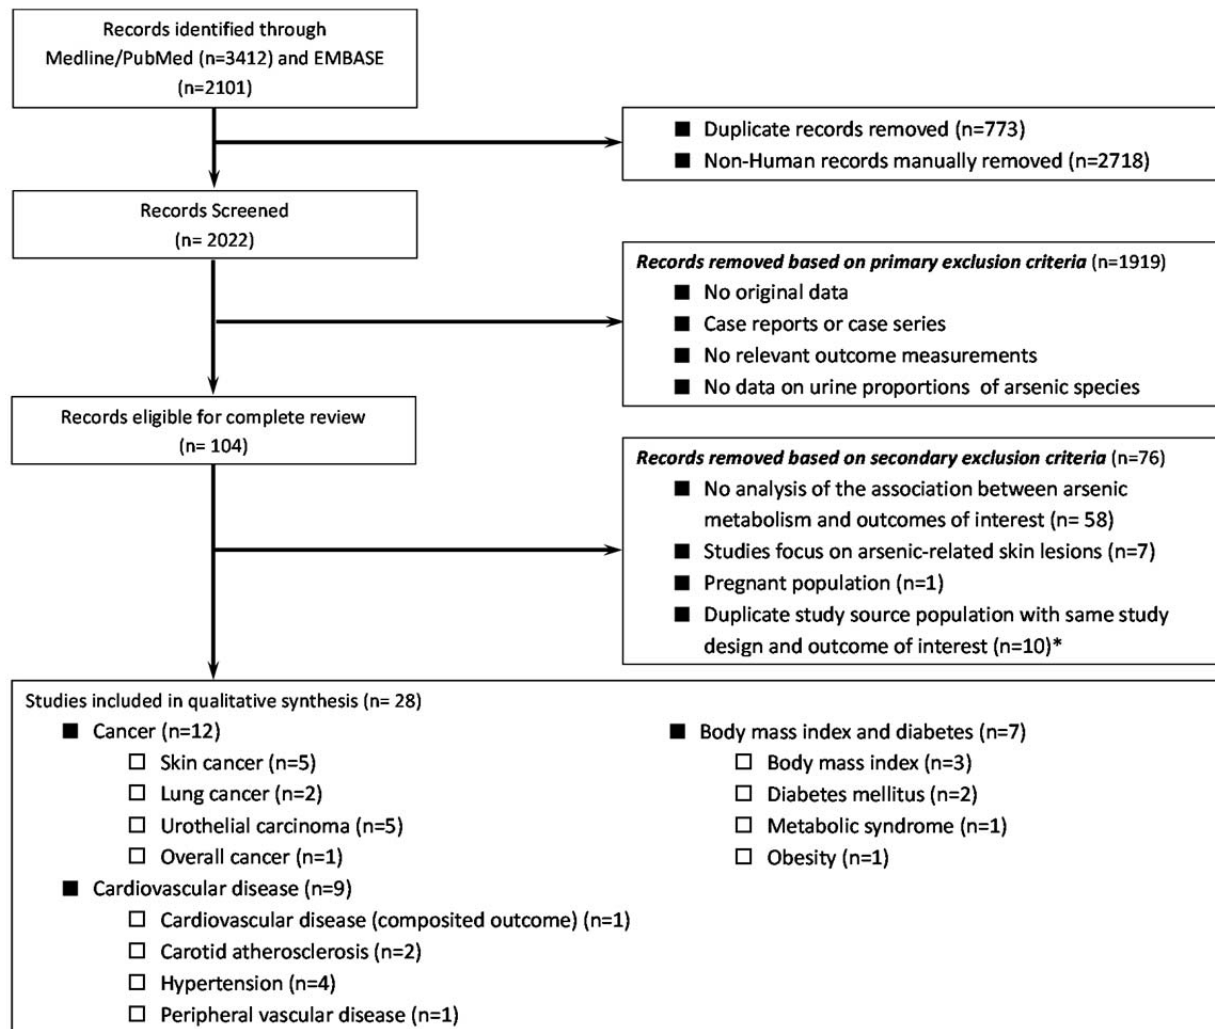 Records identified through
Medline/PubMed (n=3412) and EMBASE
(n=2101)
■ Duplicate records removed (n=773)
■ Non-Human records manually removed (n=2718)
Records Screened
(n= 2022)
Records removed based on primary exclusion criteria (n=1919)
■ No original data
■ Case reports or case series
■ No relevant outcome measurements
■ No data on urine proportions of arsenic species
Records eligible for complete review
(n= 104)
Records removed based on secondary exclusion criteria (n=76)
■ No analysis of the association between arsenic
metabolism and outcomes of interest (n= 58)
■ Studies focus on arsenic-related skin lesions (n=7)
■ Pregnant population (n=1)
■ Duplicate study source population with same study
design and outcome of interest (n=10)*
Studies included in qualitative synthesis (n= 28)
■ Cancer (n=12)
□ Skin cancer (n=5)
□ Lung cancer (n=2)
□ Urothelial carcinoma (n=5)
□ Overall cancer (n=1)
■ Cardiovascular disease (n=9)
□ Cardiovascular disease (composited outcome) (n=1)
□ Carotid atherosclerosis (n=2)
□ Hypertension (n=4)
□ Peripheral vascular disease (n=1)
■ Body mass index and diabetes (n=7)
□ Body mass index (n=3)
□ Diabetes mellitus (n=2)
□ Metabolic syndrome (n=1)
□ Obesity (n=1)